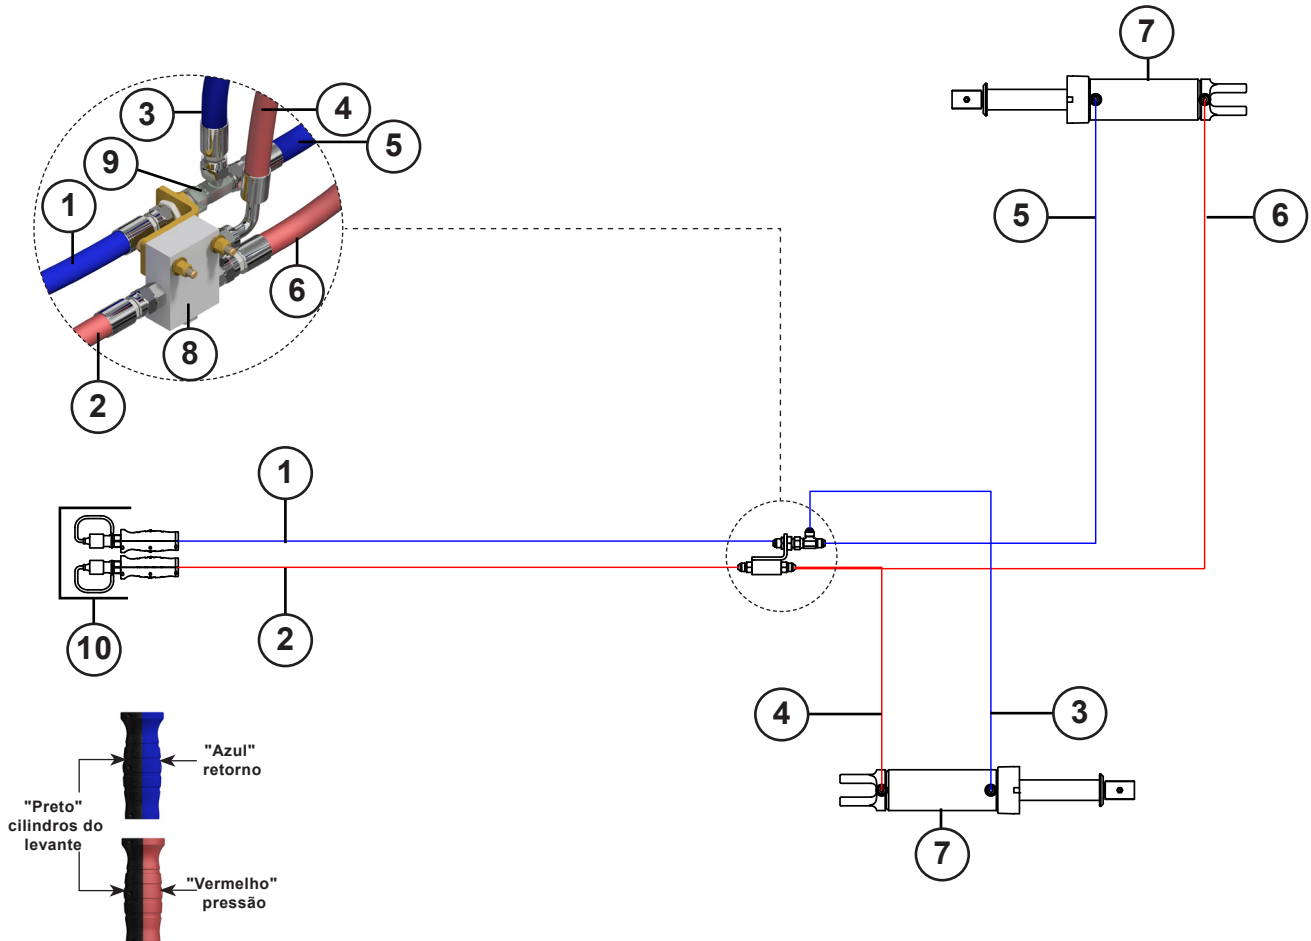 7
3
4
5
9
1
6
8
2
5
6
1
2
10
4
3
7
"Azul"
retorno
"Preto"
cilindros do
levante
"Vermelho"
pressão